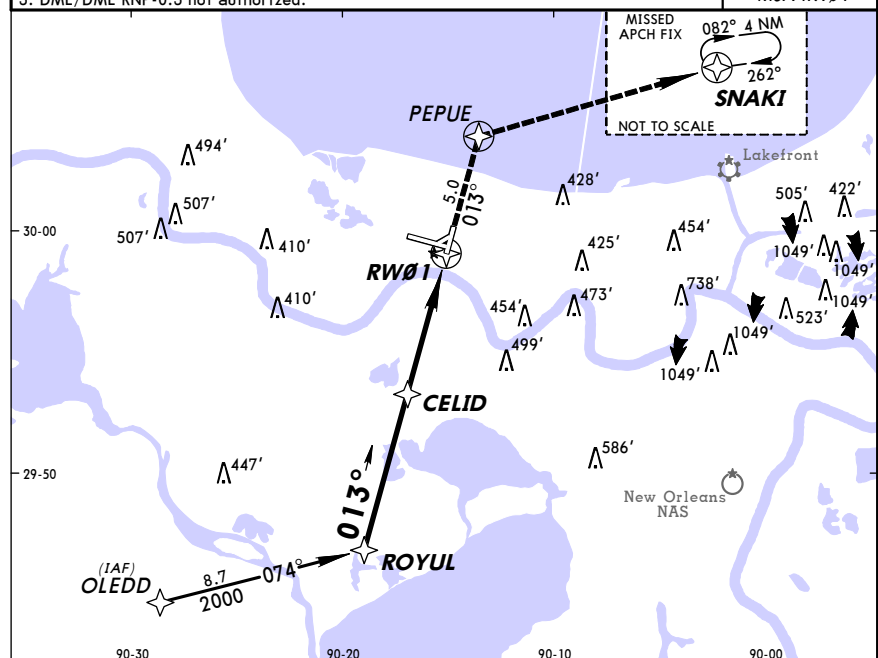 3. DME/DME RNP-0.3 not authorized.
MISSED
APCH FIX
082° 4 NM
262°
SNAKI
NOT TO SCALE
PEPUE
Lakefront
494'
428'
505'
422'
507'
507'
5.0
013°
30-00
410'
454'
425'
1049'
1049'
RWØ1
410'
738'
1049'
454'
473'
523'
1049'
499'
1049'
CELID
586'
29-50
447'
New Orleans
NAS
013°
ROYUL
(IAF)
OLEDD
8.7
074°
2000
90-30
90-20
90-10
90-00